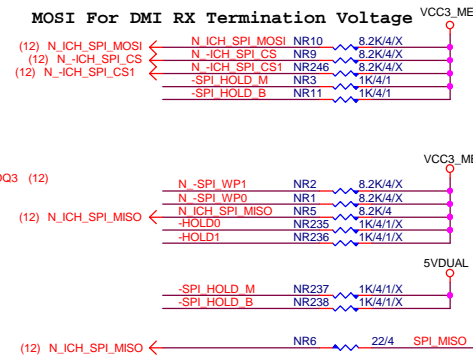 MOSI For DMI RX Termination Voltage VCC3_ME
(12) N_ICH_SPI_MOSI N_ICH_SPI_MOSI NR10 8.2K/4/X
(12) N_-ICH_SPI_CS N_-ICH_SPI_CS NR9 8.2K/4/X
(12) N_-ICH_SPI_CS1 N_-ICH_SPI_CS1 NR246 8.2K/4/X
-SPI_HOLD_M NR3 1K/4/1
-SPI_HOLD_B NR11 1K/4/1
VCC3_ME
DQ3 (12)
N_-SPI_WP1 NR2 8.2K/4/X
N_-SPI_WP0 NR1 8.2K/4/X
(12) N_ICH_SPI_MISO N_ICH_SPI_MISO NR5 8.2K/4
-HOLD0 NR235 1K/4/1/X
-HOLD1 NR236 1K/4/1/X
5VDUAL
-SPI_HOLD_M NR237 1K/4/1/X
-SPI_HOLD_B NR238 1K/4/1/X
(12) N_ICH_SPI_MISO NR6 22/4 SPI_MISO